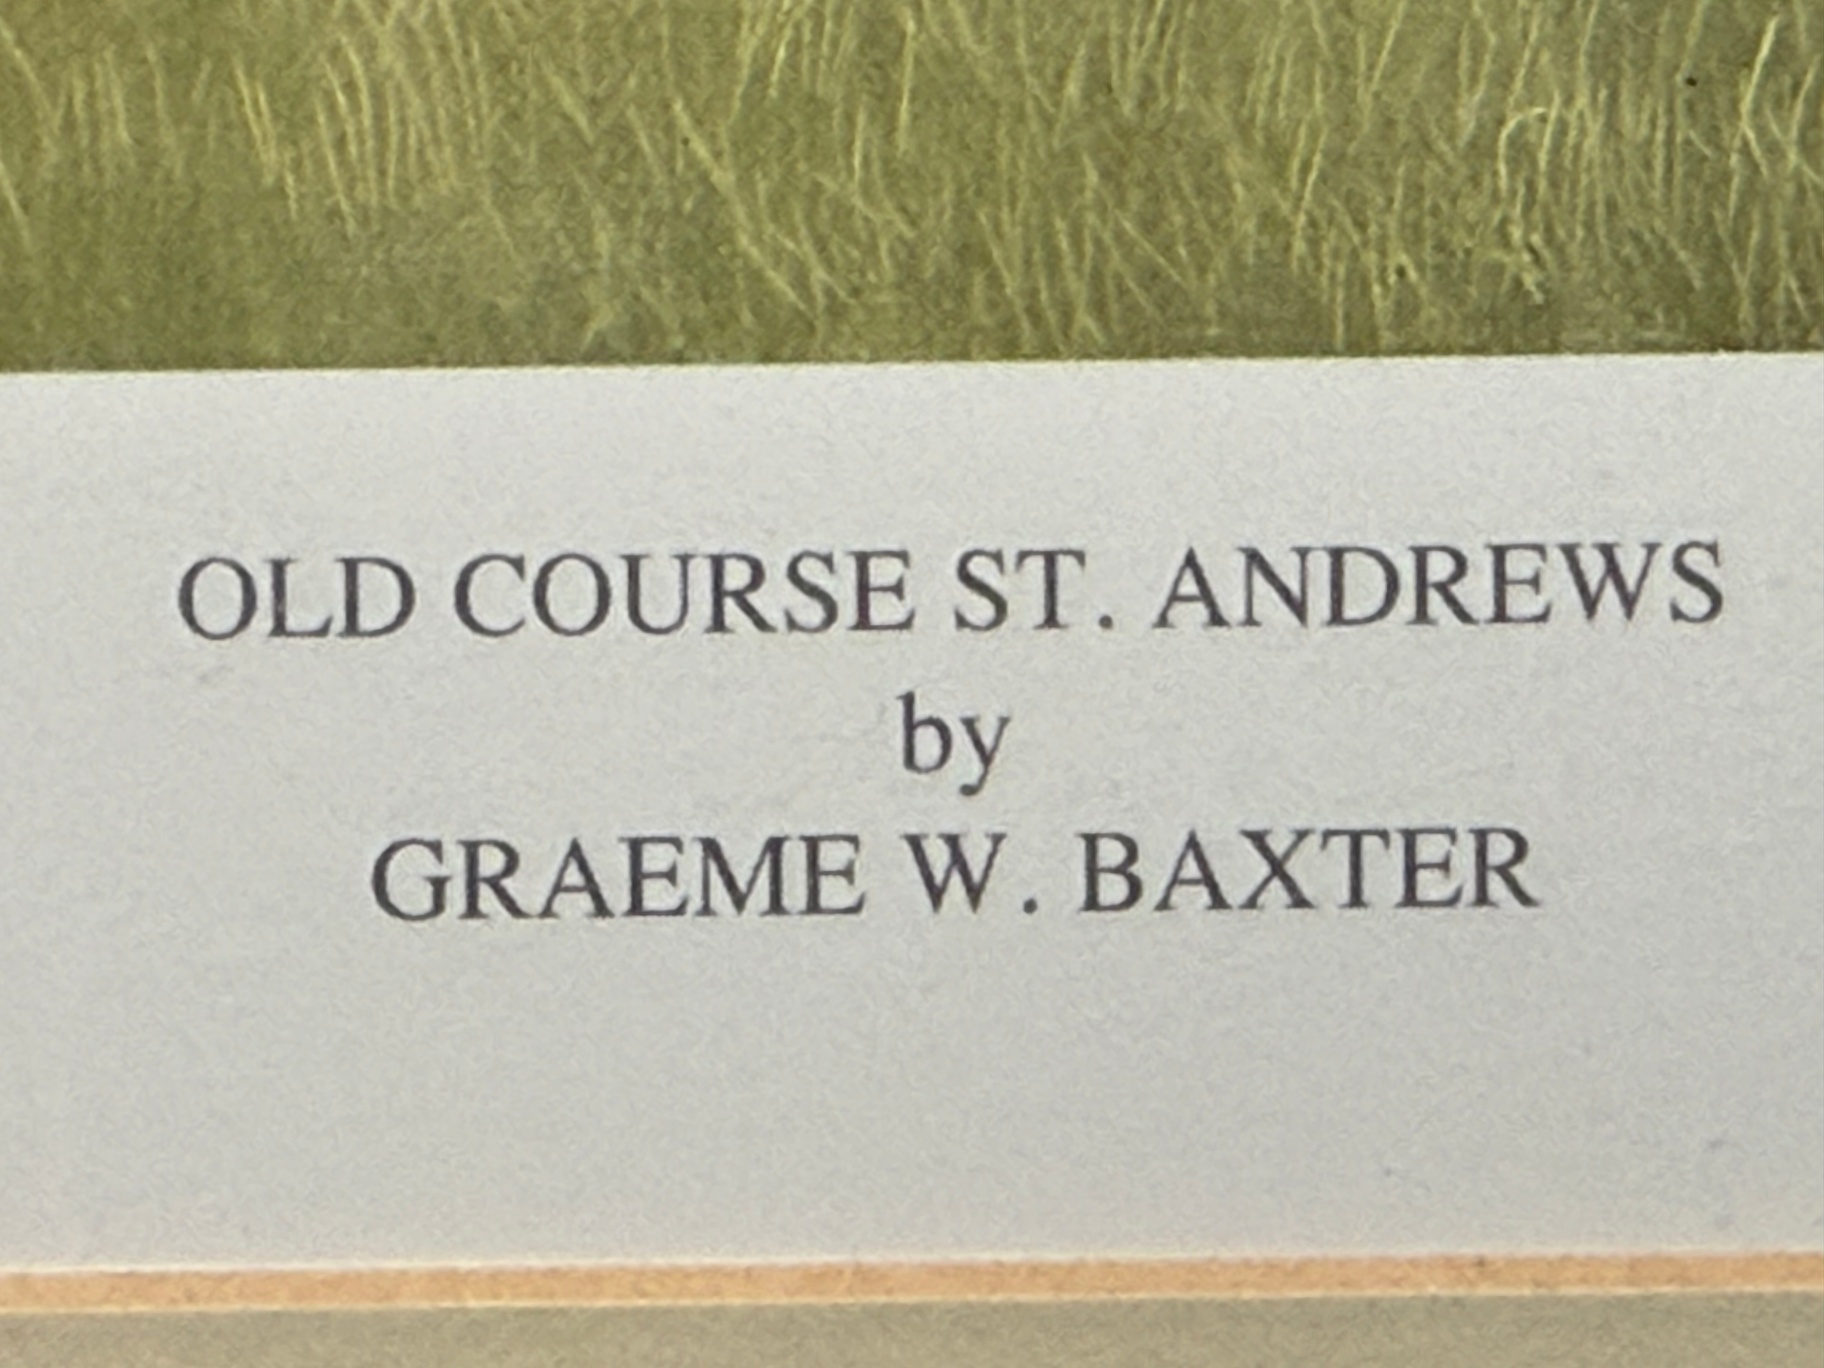 OLD COURSE ST. ANDREWS
by
GRAEME W. BAXTER